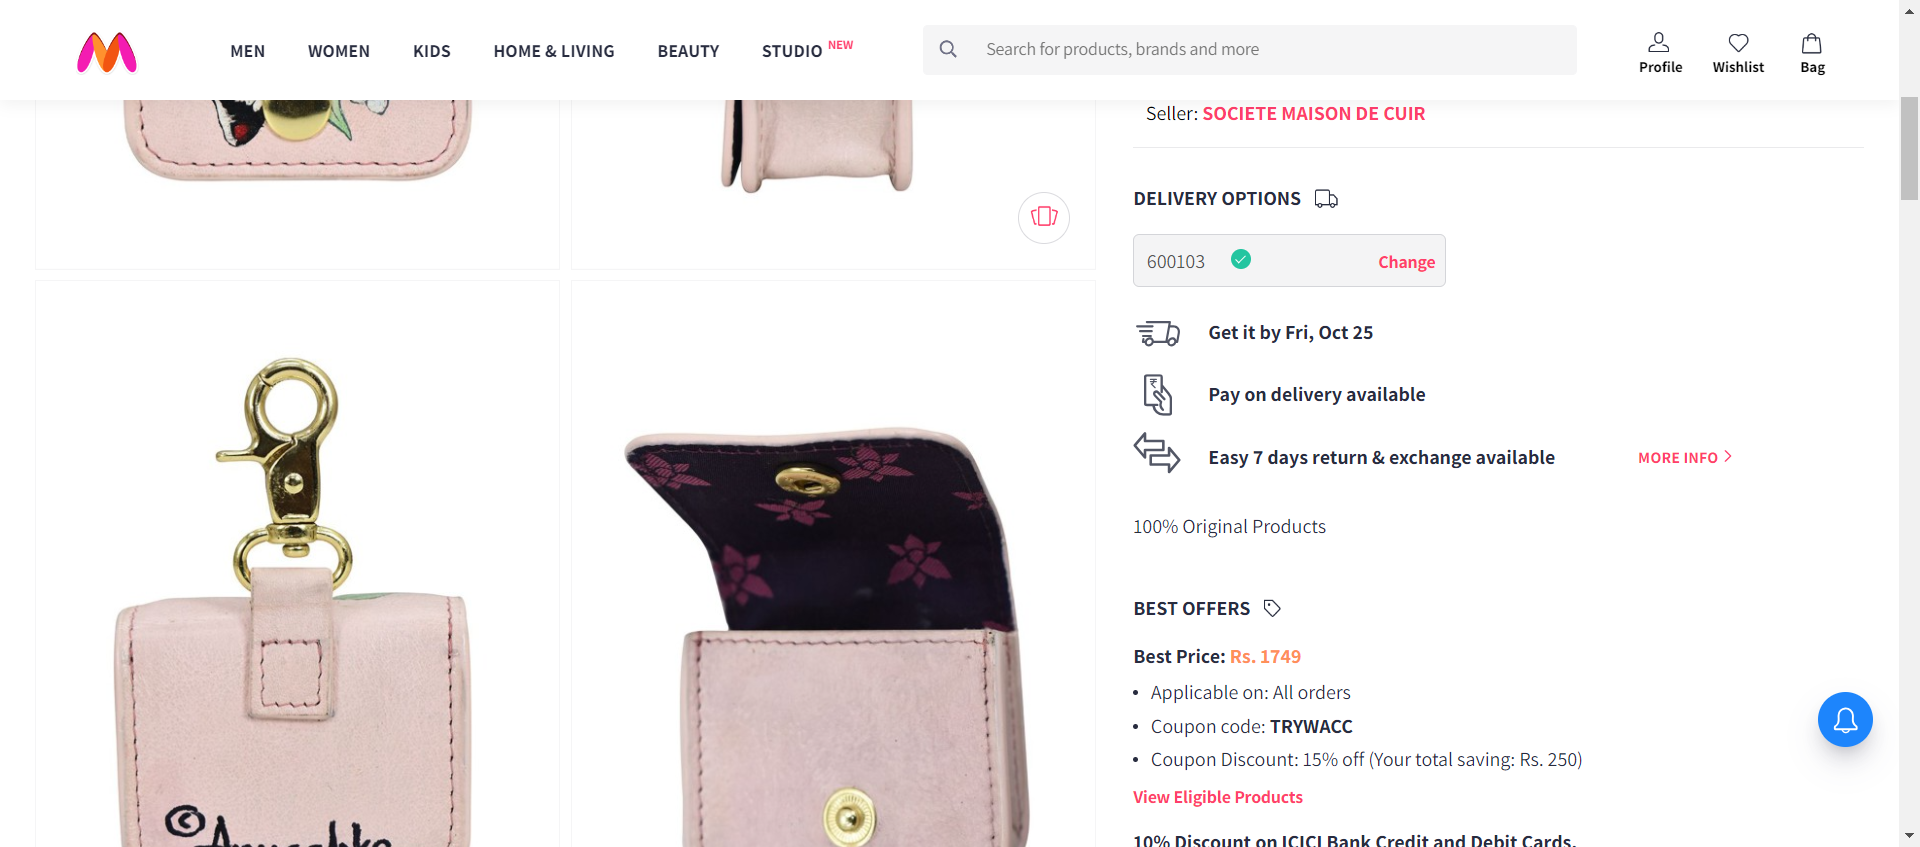 MEN WOMEN KIDS HOME & LIVING BEAUTY STUDIO NEW
Search for products, brands and more
Profile Wishlist Bag
Seller: SOCIETE MAISON DE CUIR
DELIVERY OPTIONS
600103 Change
Get it by Fri, Oct 25
₹
Pay on delivery available
Easy 7 days return & exchange available MORE INFO
100% Original Products
BEST OFFERS
Best Price: Rs. 1749
• Applicable on: All orders
• Coupon code: TRYWACC
• Coupon Discount: 15% off (Your total saving: Rs. 250)
View Eligible Products
10% Discount on ICICI Bank Credit and Debit Cards.
© Anuschka